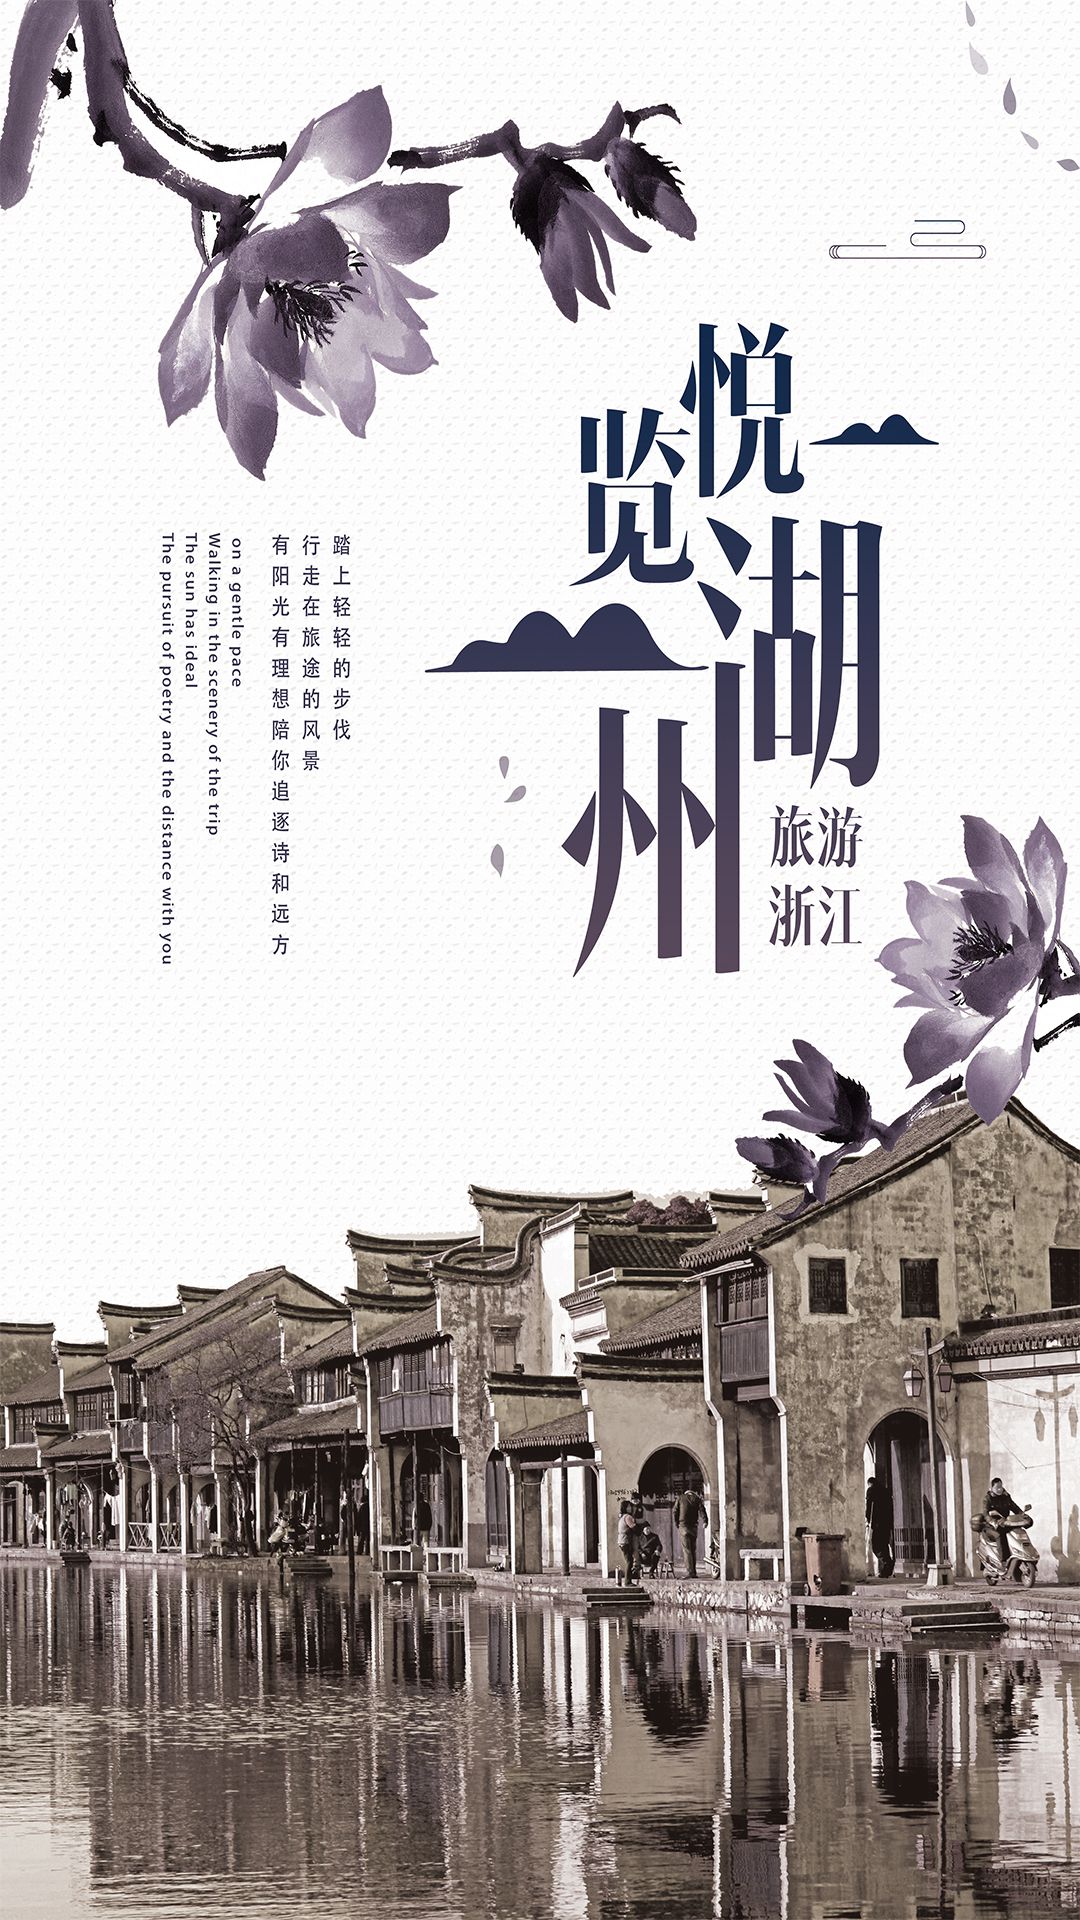 悦览
湖州
旅游
浙江
踏上轻轻的步伐
行走在旅途的风景
有阳光有理想陪你追逐诗和远方
on a gentle pace
Walking in the scenery of the trip
The sun has ideal
The pursuit of poetry and the distance with you